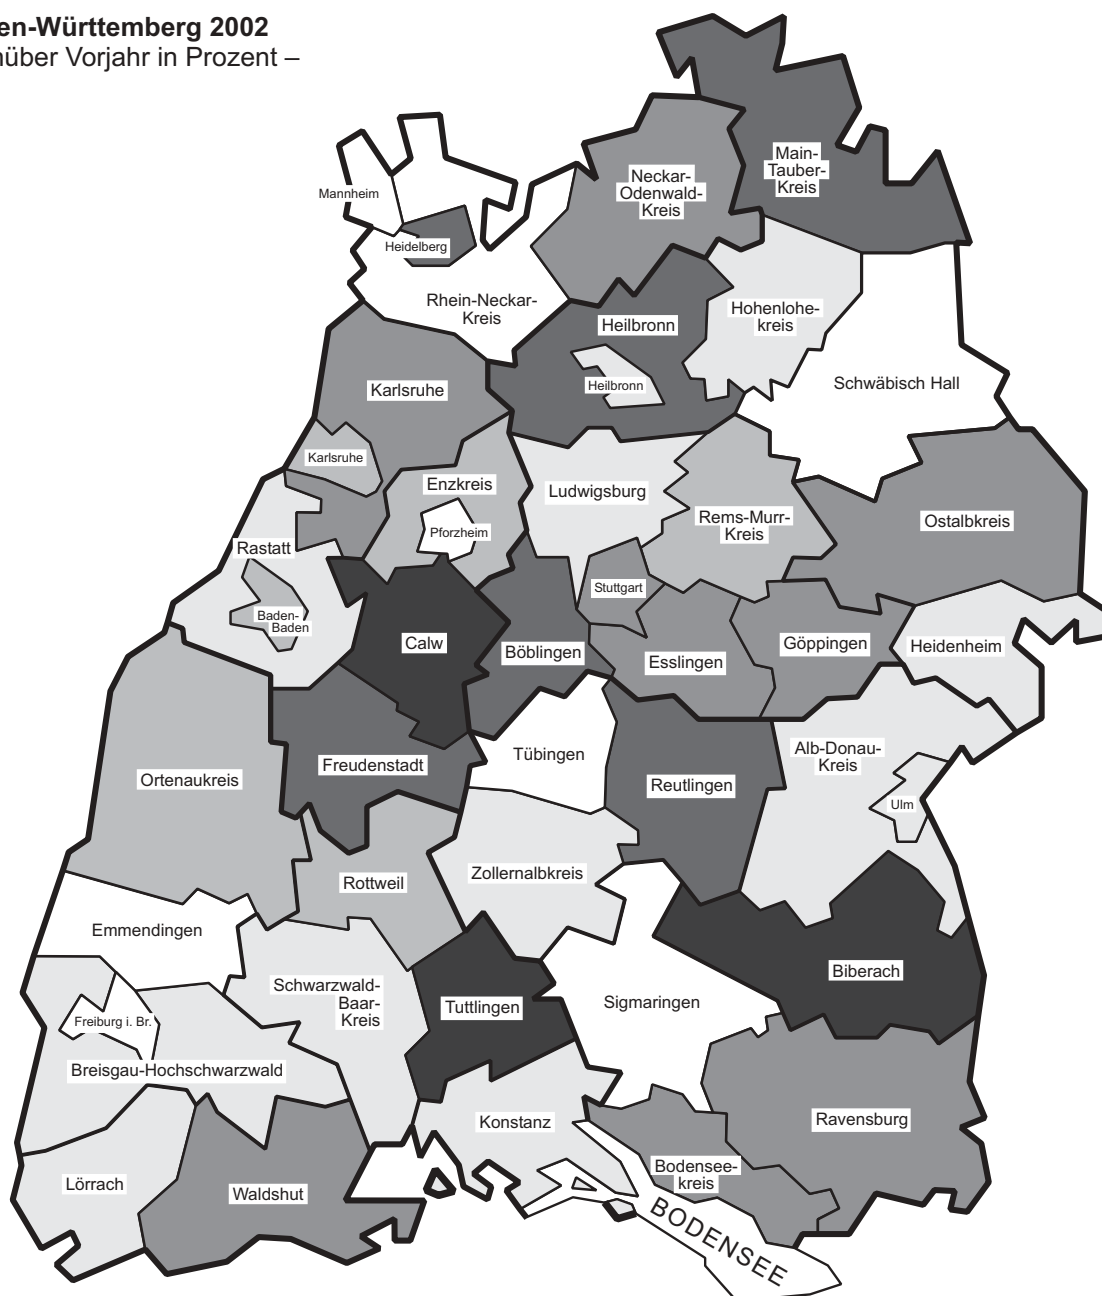 en-Württemberg 2002
nüber Vorjahr in Prozent –
Main-
Tauber-
Kreis
Neckar-
Odenwald-
Kreis
Mannheim
Heidelberg
Rhein-Neckar-
Kreis
Heilbronn
Hohenlohe-
kreis
Schwäbisch Hall
Heilbronn
Karlsruhe
Karlsruhe
Enzkreis
Ludwigsburg
Rems-Murr-
Kreis
Ostalbkreis
Pforzheim
Rastatt
Stuttgart
Baden-
Baden
Calw
Böblingen
Esslingen
Göppingen
Heidenheim
Tübingen
Alb-Donau-
Kreis
Freudenstadt
Ortenaukreis
Reutlingen
Ulm
Zollernalbkreis
Rottweil
Emmendingen
Biberach
Schwarzwald-
Baar-
Kreis
Tuttlingen
Sigmaringen
Freiburg i. Br.
Breisgau-Hochschwarzwald
Konstanz
Ravensburg
Bodensee-
kreis
Lörrach
Waldshut
BODENSEE